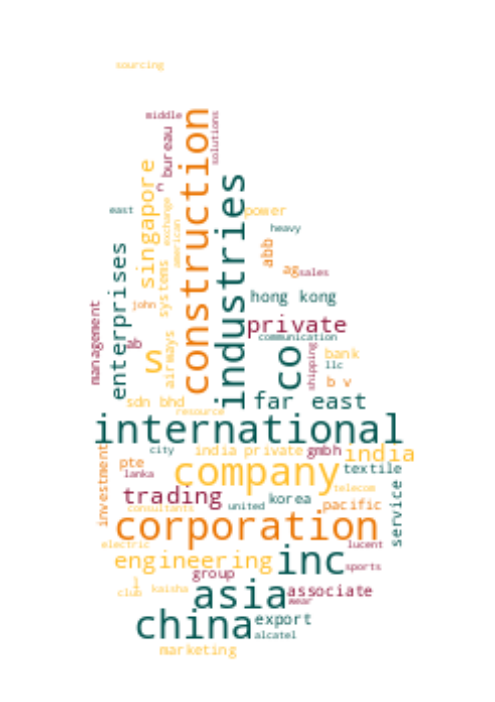 sourcing
middle
construction
solutions
bureau
c
singapore
industries
east
power
exchange
american
heavy
abb
systems
enterprises
ag
sales
hong kong
john
management
private
ab
s
airways
communication
co
shipping
bank
llc
b v
sdn bhd
far east
resource
international
city
india private
gmbh
india
investment
pte
lanka
company
textile
telecom
trading
korea
pacific
service
consultants
united
corporation
electric
lucent
engineering
inc
sports
group
kaisha
asia
associate
wear
china
export
alcatel
marketing